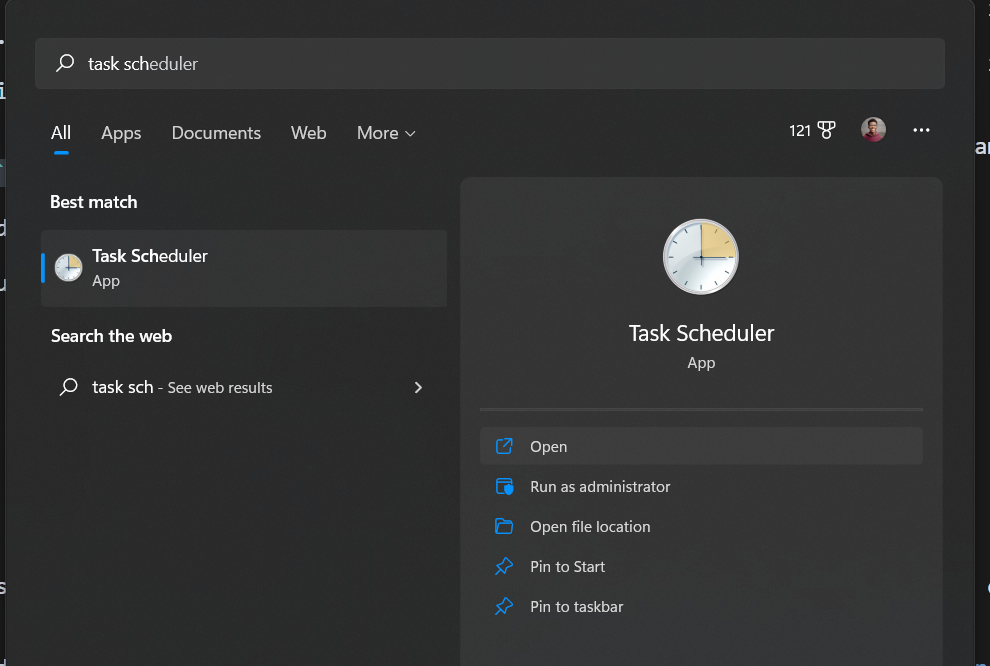 task scheduler
All Apps Documents Web More
121
Best match
Task Scheduler
App
Search the web
task sch - See web results
Task Scheduler
App
Open
Run as administrator
Open file location
Pin to Start
Pin to taskbar